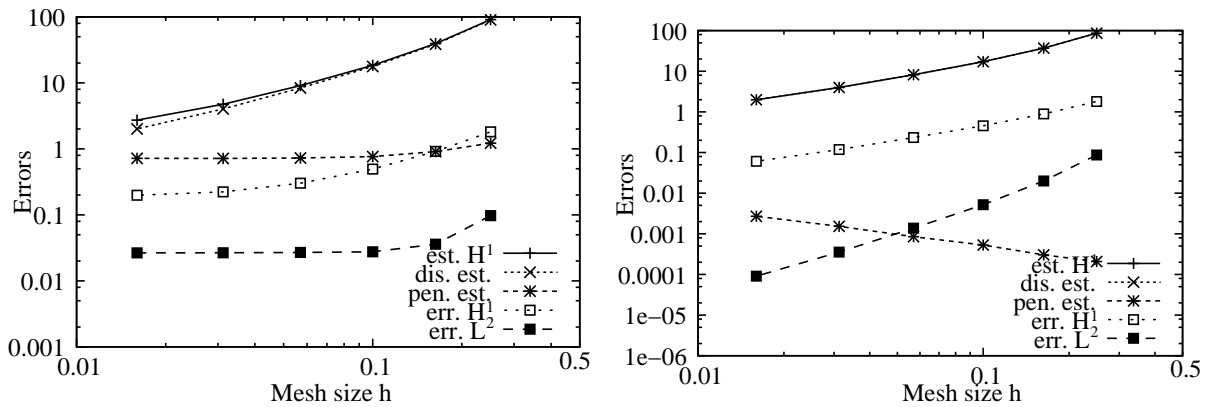 100
10
1
0.1
0.01
0.001
Errors
est. H¹
dis. est.
pen. est.
err. H¹
err. L²
0.01
0.1
0.5
Mesh size h
100
10
1
0.1
0.01
0.001
0.0001
1e−05
1e−06
Errors
est. H¹
dis. est.
pen. est.
err. H¹
err. L²
0.01
0.1
0.5
Mesh size h